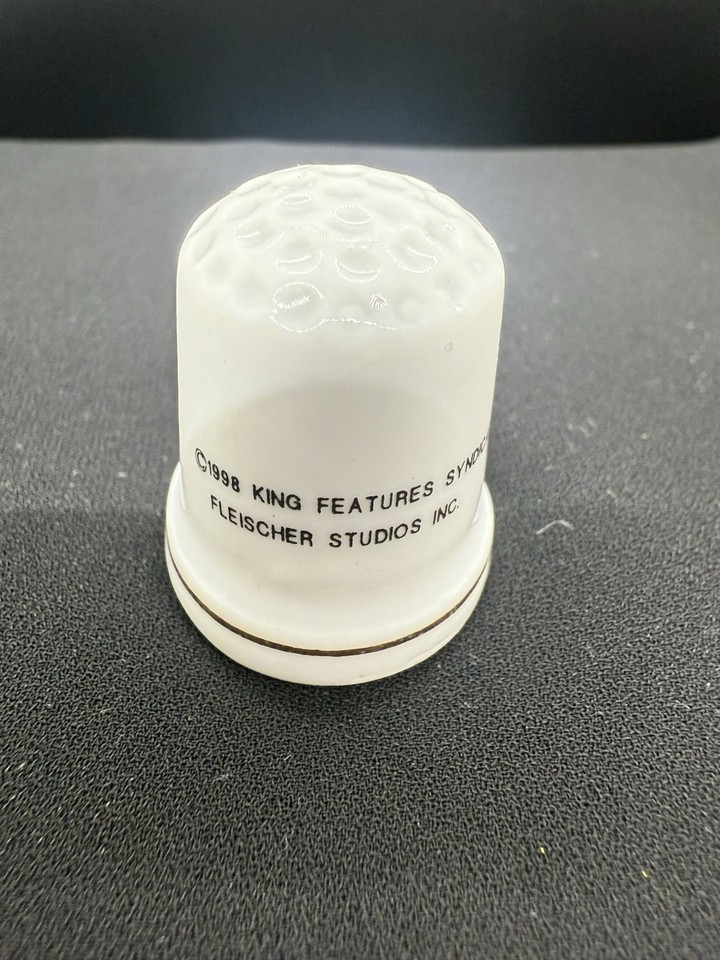 ©1998 KING FEATURES SYNDIC
FLEISCHER STUDIOS INC.